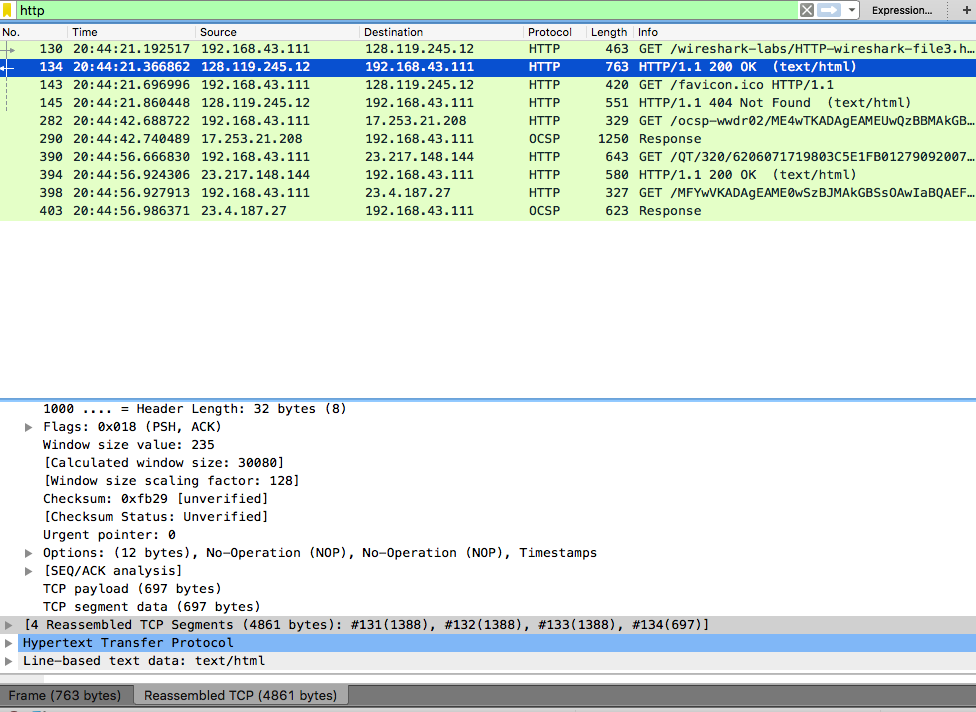 http Expression... +
No. Time Source Destination Protocol Length Info
130 20:44:21.192517 192.168.43.111 128.119.245.12 HTTP 463 GET /wireshark-labs/HTTP-wireshark-file3.h…
134 20:44:21.366862 128.119.245.12 192.168.43.111 HTTP 763 HTTP/1.1 200 OK (text/html)
143 20:44:21.696996 192.168.43.111 128.119.245.12 HTTP 420 GET /favicon.ico HTTP/1.1
145 20:44:21.860448 128.119.245.12 192.168.43.111 HTTP 551 HTTP/1.1 404 Not Found (text/html)
282 20:44:42.688722 192.168.43.111 17.253.21.208 HTTP 329 GET /ocsp-wwdr02/ME4wTKADAgEAMEUwQzBBMAkGB…
290 20:44:42.740489 17.253.21.208 192.168.43.111 OCSP 1250 Response
390 20:44:56.666830 192.168.43.111 23.217.148.144 HTTP 643 GET /QT/320/6206071719803C5E1FB01279092007…
394 20:44:56.924306 23.217.148.144 192.168.43.111 HTTP 580 HTTP/1.1 200 OK (text/html)
398 20:44:56.927913 192.168.43.111 23.4.187.27 HTTP 327 GET /MFYwVKADAgEAME0wSzBJMAkGBSsOAwIaBQAEF…
403 20:44:56.986371 23.4.187.27 192.168.43.111 OCSP 623 Response
1000 .... = Header Length: 32 bytes (8)
Flags: 0x018 (PSH, ACK)
Window size value: 235
[Calculated window size: 30080]
[Window size scaling factor: 128]
Checksum: 0xfb29 [unverified]
[Checksum Status: Unverified]
Urgent pointer: 0
Options: (12 bytes), No-Operation (NOP), No-Operation (NOP), Timestamps
[SEQ/ACK analysis]
TCP payload (697 bytes)
TCP segment data (697 bytes)
[4 Reassembled TCP Segments (4861 bytes): #131(1388), #132(1388), #133(1388), #134(697)]
Hypertext Transfer Protocol
Line-based text data: text/html
Frame (763 bytes) Reassembled TCP (4861 bytes)